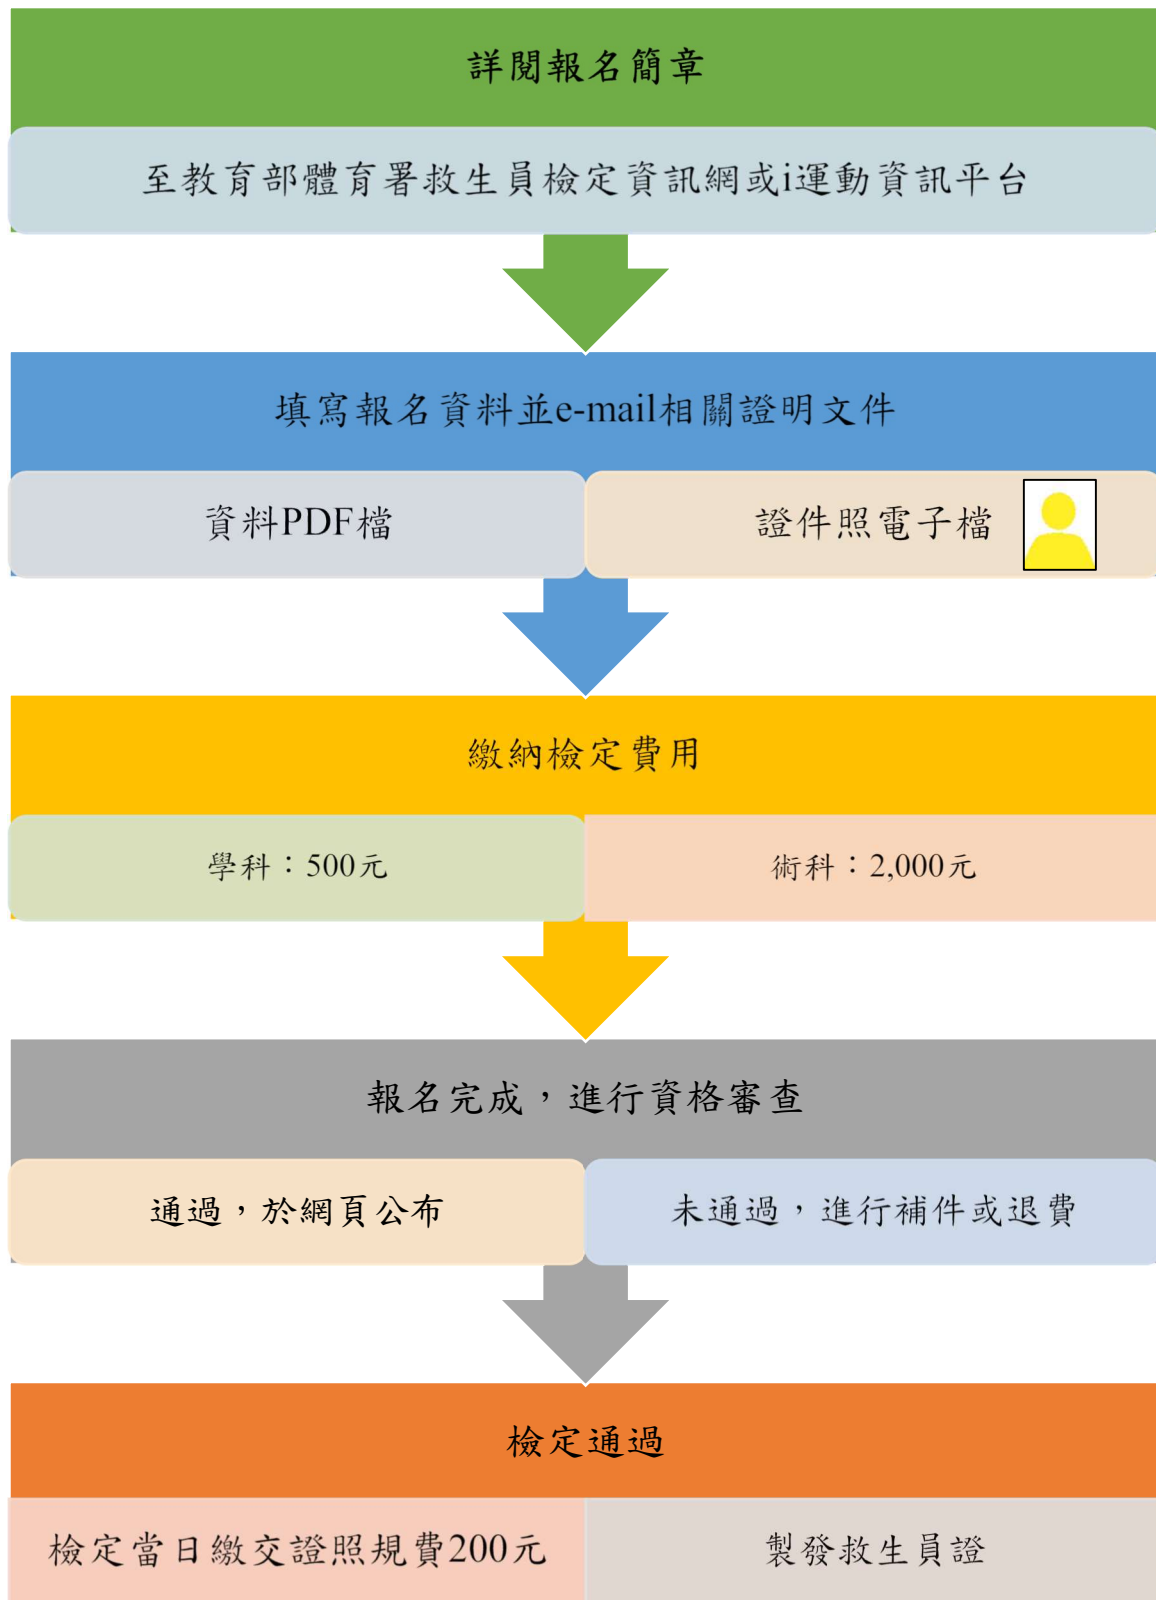 詳閱報名簡章
至教育部體育署救生員檢定資訊網或i運動資訊平台
填寫報名資料並e-mail相關證明文件
資料PDF檔
證件照電子檔
繳納檢定費用
學科：500元
術科：2,000元
報名完成，進行資格審查
通過，於網頁公布
未通過，進行補件或退費
檢定通過
檢定當日繳交證照規費200元
製發救生員證